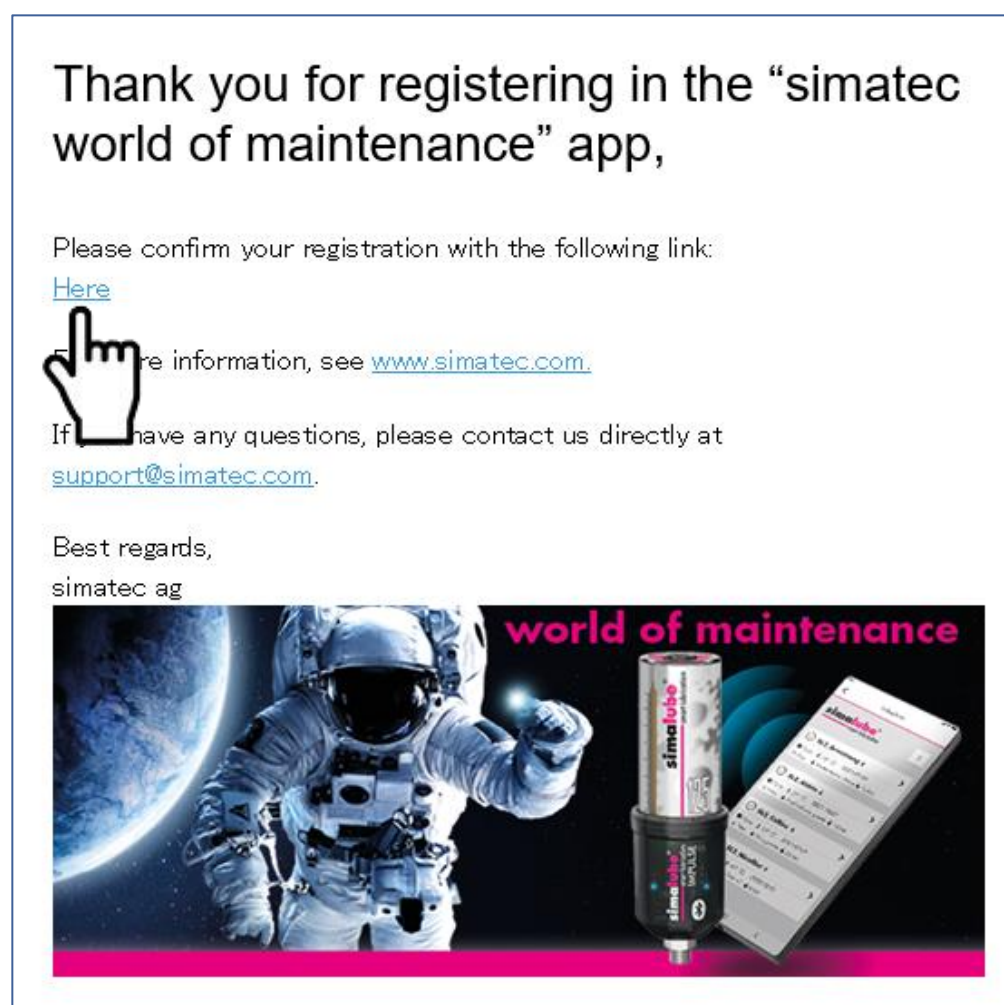 Thank you for registering in the “simatec
world of maintenance” app,
Please confirm your registration with the following link:
Here
re information, see www.simatec.com.
If have any questions, please contact us directly at
support@simatec.com.
Best regards,
simatec ag
world of maintenance
simalube
simalube
IMPULSE
simalube